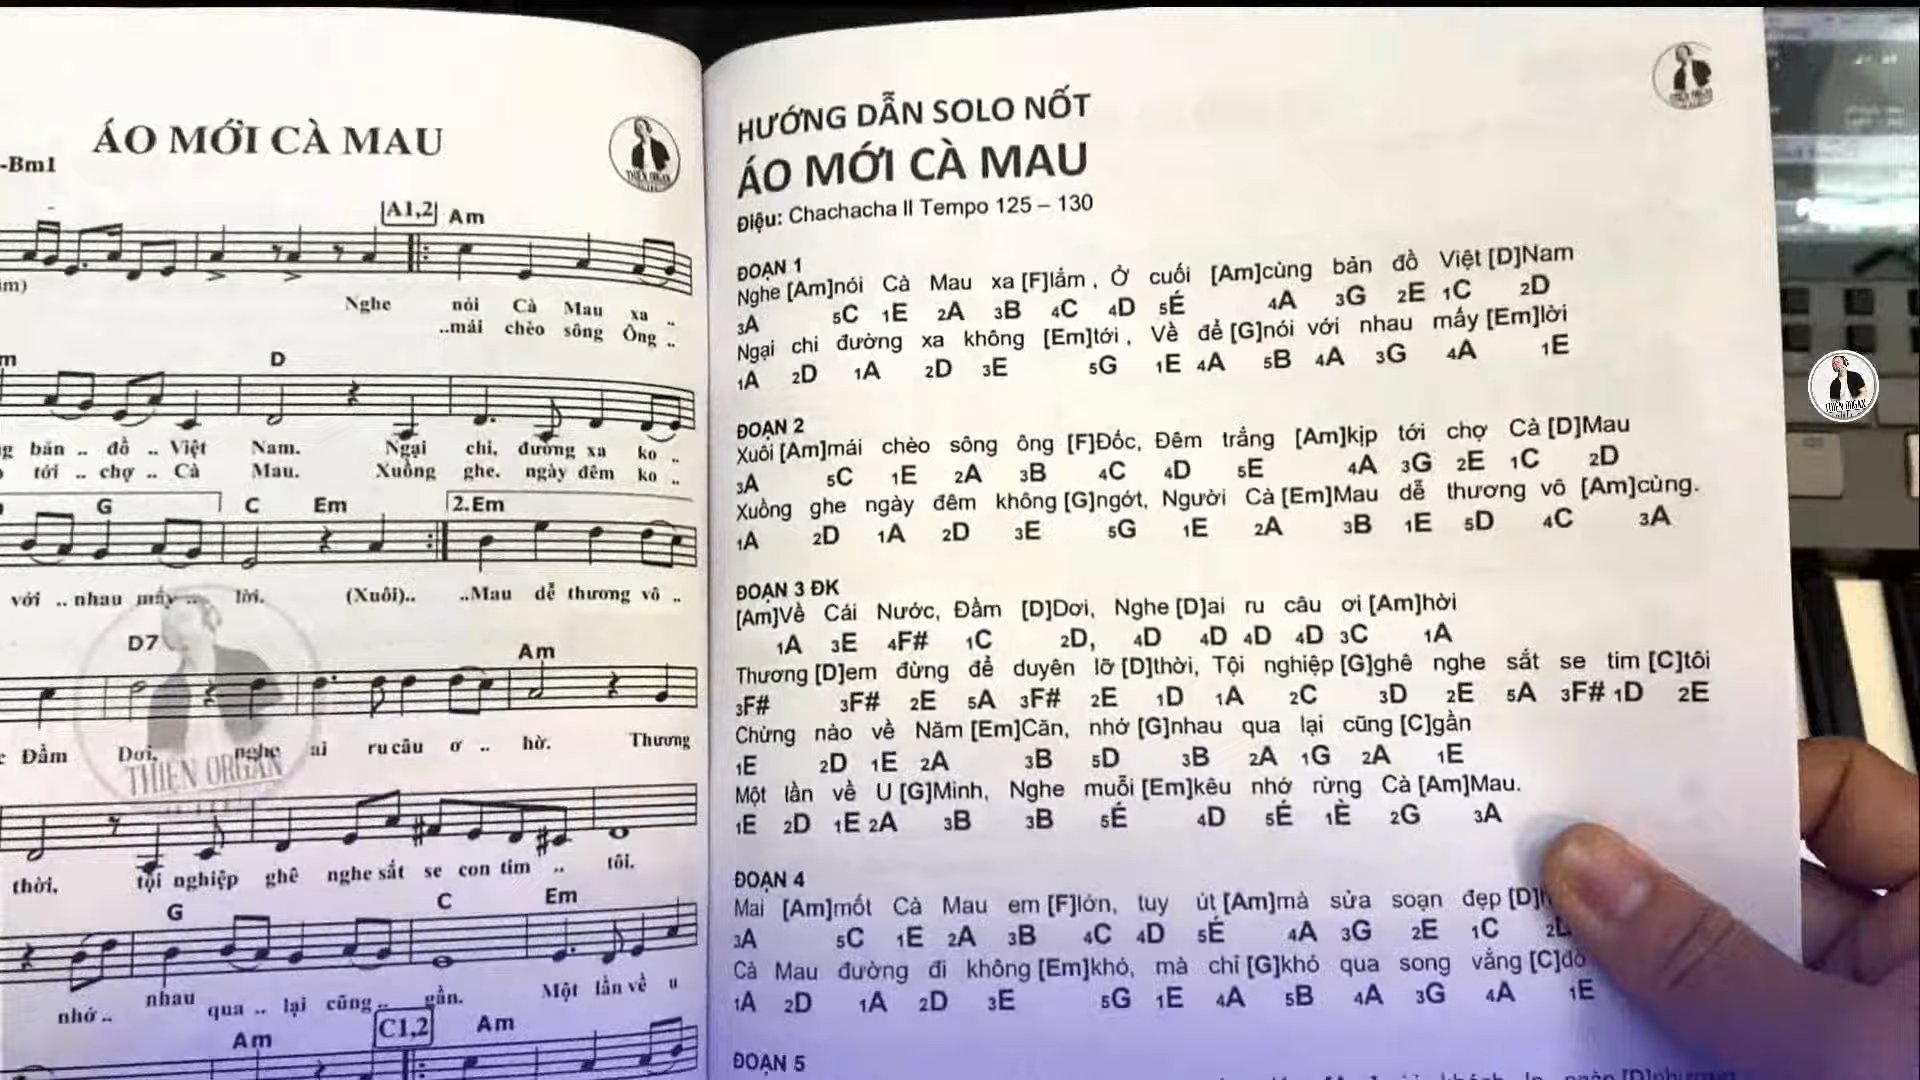 ÁO MỚI CÀ MAU
-Bm1
A1,2 Am
m)
Nghe nói Cà Mau xa ..
..mái chèo sông Ông ..
m D
g bãn .. đồ .. Việt Nam. Ngại chi, đường xa ko ..
tới .. chợ .. Cà Mau. Xuồng ghe. ngày đêm ko ..
G C Em 2.Em
với .. nhau mấy .. lời. (Xuôi).. ..Mau dễ thương vô ..
D7 Am
Đầm Dơi, nghe ai ru câu ơ .. hờ. Thương
THIỆN ORGAN
thời, tội nghiệp ghê nghe sắt se con tim .. tôi.
G C Em
nhớ .. nhau qua .. lại cũng .. gần. Một lần về u
Am C1,2 Am
HƯỚNG DẪN SOLO NỐT
ÁO MỚI CÀ MAU
Điệu: Chachacha II Tempo 125 – 130
ĐOẠN 1
Nghe [Am]nói Cà Mau xa [F]lắm , Ở cuối [Am]cùng bản đồ Việt [D]Nam
3A 5C 1E 2A 3B 4C 4D 5É 4A 3G 2E 1C 2D
Ngại chi đường xa không [Em]tới , Về để [G]nói với nhau mấy [Em]lời
1A 2D 1A 2D 3E 5G 1E 4A 5B 4A 3G 4A 1E
ĐOẠN 2
Xuôi [Am]mái chèo sông ông [F]Đốc, Đêm trắng [Am]kịp tới chợ Cà [D]Mau
3A 5C 1E 2A 3B 4C 4D 5E 4A 3G 2E 1C 2D
Xuồng ghe ngày đêm không [G]ngớt, Người Cà [Em]Mau dễ thương vô [Am]cùng.
1A 2D 1A 2D 3E 5G 1E 2A 3B 1E 5D 4C 3A
ĐOẠN 3 ĐK
[Am]Về Cái Nước, Đầm [D]Dơi, Nghe [D]ai ru câu ơi [Am]hời
1A 3E 4F# 1C 2D, 4D 4D 4D 4D 3C 1A
Thương [D]em đừng để duyên lỡ [D]thời, Tội nghiệp [G]ghê nghe sắt se tim [C]tôi
3F# 3F# 2E 5A 3F# 2E 1D 1A 2C 3D 2E 5A 3F# 1D 2E
Chừng nào về Năm [Em]Căn, nhớ [G]nhau qua lại cũng [C]gần
1E 2D 1E 2A 3B 5D 3B 2A 1G 2A 1E
Một lần về U [G]Minh, Nghe muỗi [Em]kêu nhớ rừng Cà [Am]Mau.
1E 2D 1E 2A 3B 3B 5É 4D 5É 1È 2G 3A
ĐOẠN 4
Mai [Am]mốt Cà Mau em [F]lớn, tuy út [Am]mà sửa soạn đẹp [D]
3A 5C 1E 2A 3B 4C 4D 5É 4A 3G 2E 1C
Cà Mau đường đi không [Em]khó, mà chỉ [G]khó qua song vắng [C]đò
1A 2D 1A 2D 3E 5G 1E 4A 5B 4A 3G 4A 1E
ĐOẠN 5
THIỆN ORGAN